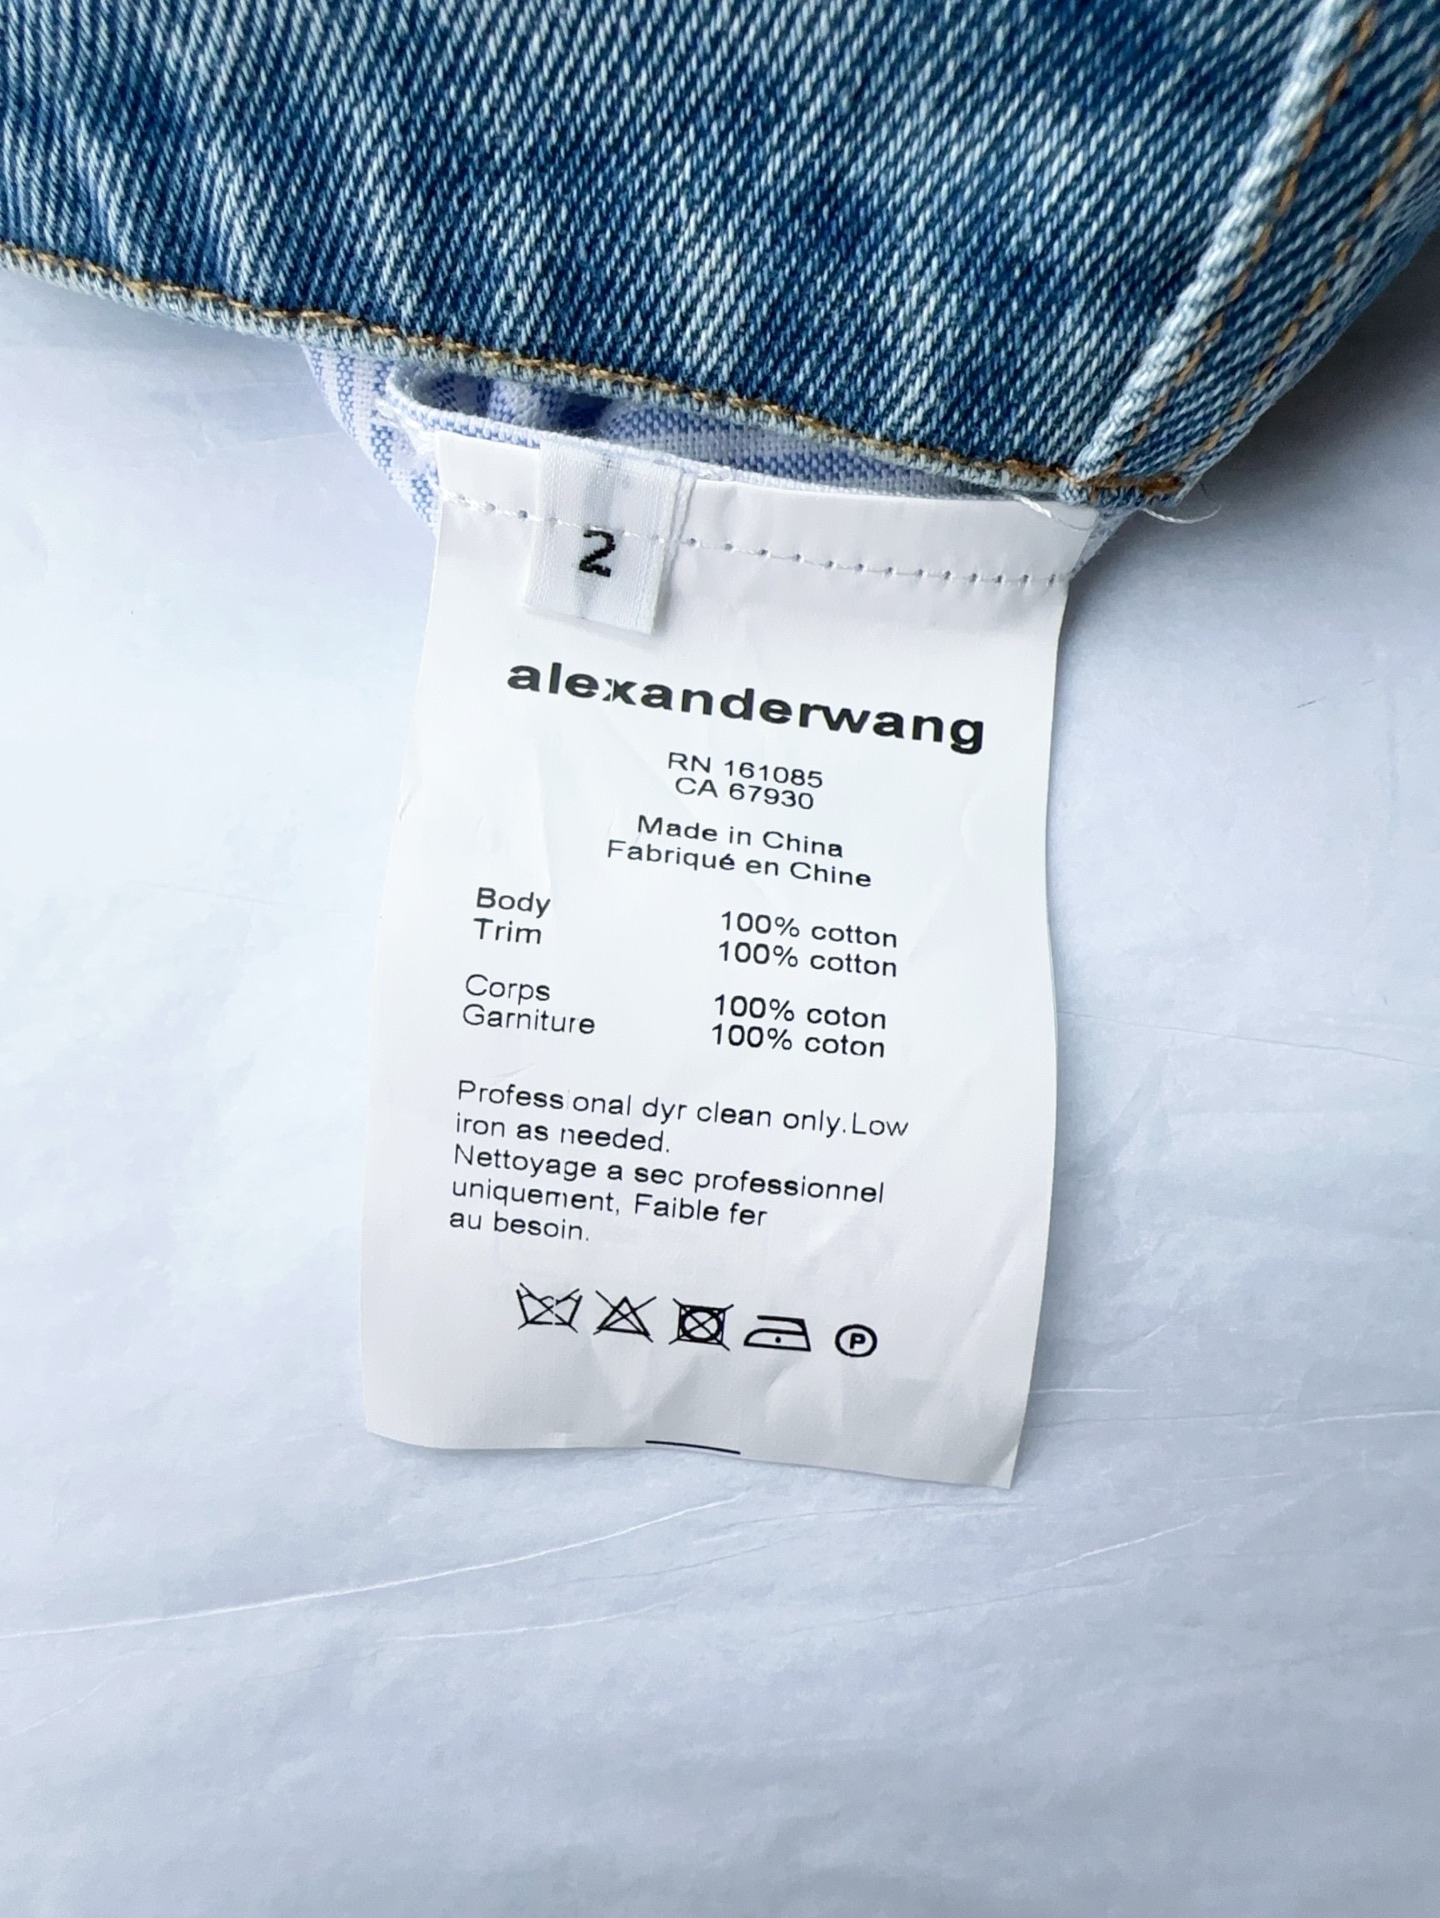 2
alexanderwang
RN 161085
CA 67930
Made in China
Fabriqué en Chine
Body 100% cotton
Trim 100% cotton
Corps 100% coton
Garniture 100% coton
Professional dyr clean only.Low
iron as needed.
Nettoyage a sec professionnel
uniquement, Faible fer
au besoin.
P